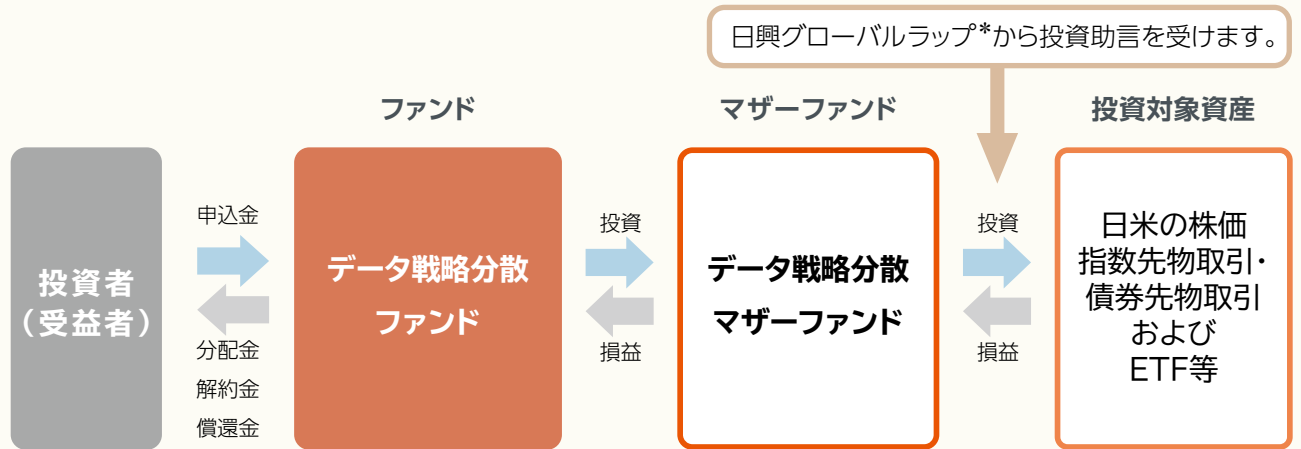 日興グローバルラップ*から投資助言を受けます。
ファンド
マザーファンド
投資対象資産
投資者
(受益者)
申込金
分配金
解約金
償還金
データ戦略分散
ファンド
投資
損益
データ戦略分散
マザーファンド
投資
損益
日米の株価
指数先物取引・
債券先物取引
および
ETF等